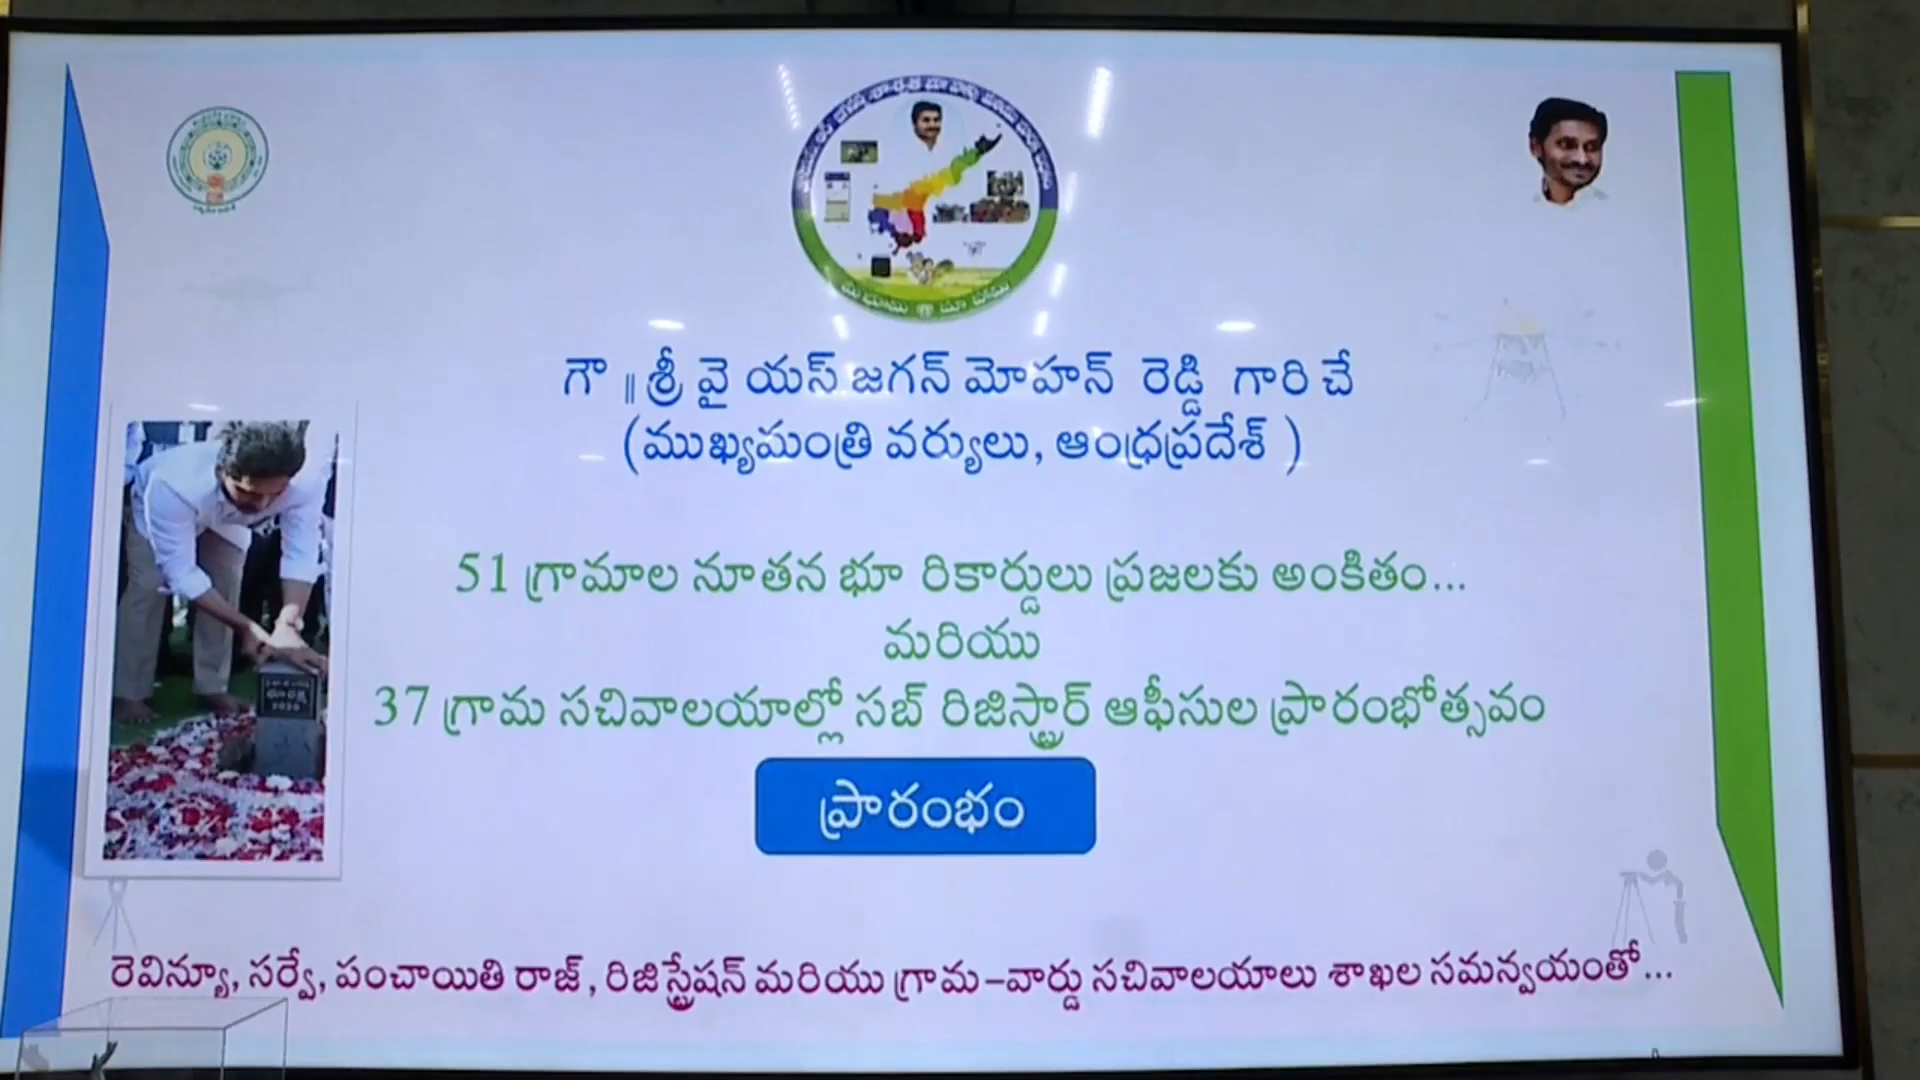 మీ భూమి @ మా హామీ
గౌ ॥ శ్రీ వై యస్.జగన్ మోహన్ రెడ్డి గారి చే
(ముఖ్యమంత్రి వర్యులు, ఆంధ్రప్రదేశ్ )
51 గ్రామాల నూతన భూ రికార్డులు ప్రజలకు అంకితం...
మరియు
37 గ్రామ సచివాలయాల్లో సబ్ రిజిస్ట్రార్ ఆఫీసుల ప్రారంభోత్సవం
ప్రారంభం
రెవిన్యూ, సర్వే, పంచాయితి రాజ్, రిజిస్ట్రేషన్ మరియు గ్రామ-వార్డు సచివాలయాలు శాఖల సమన్వయంతో...